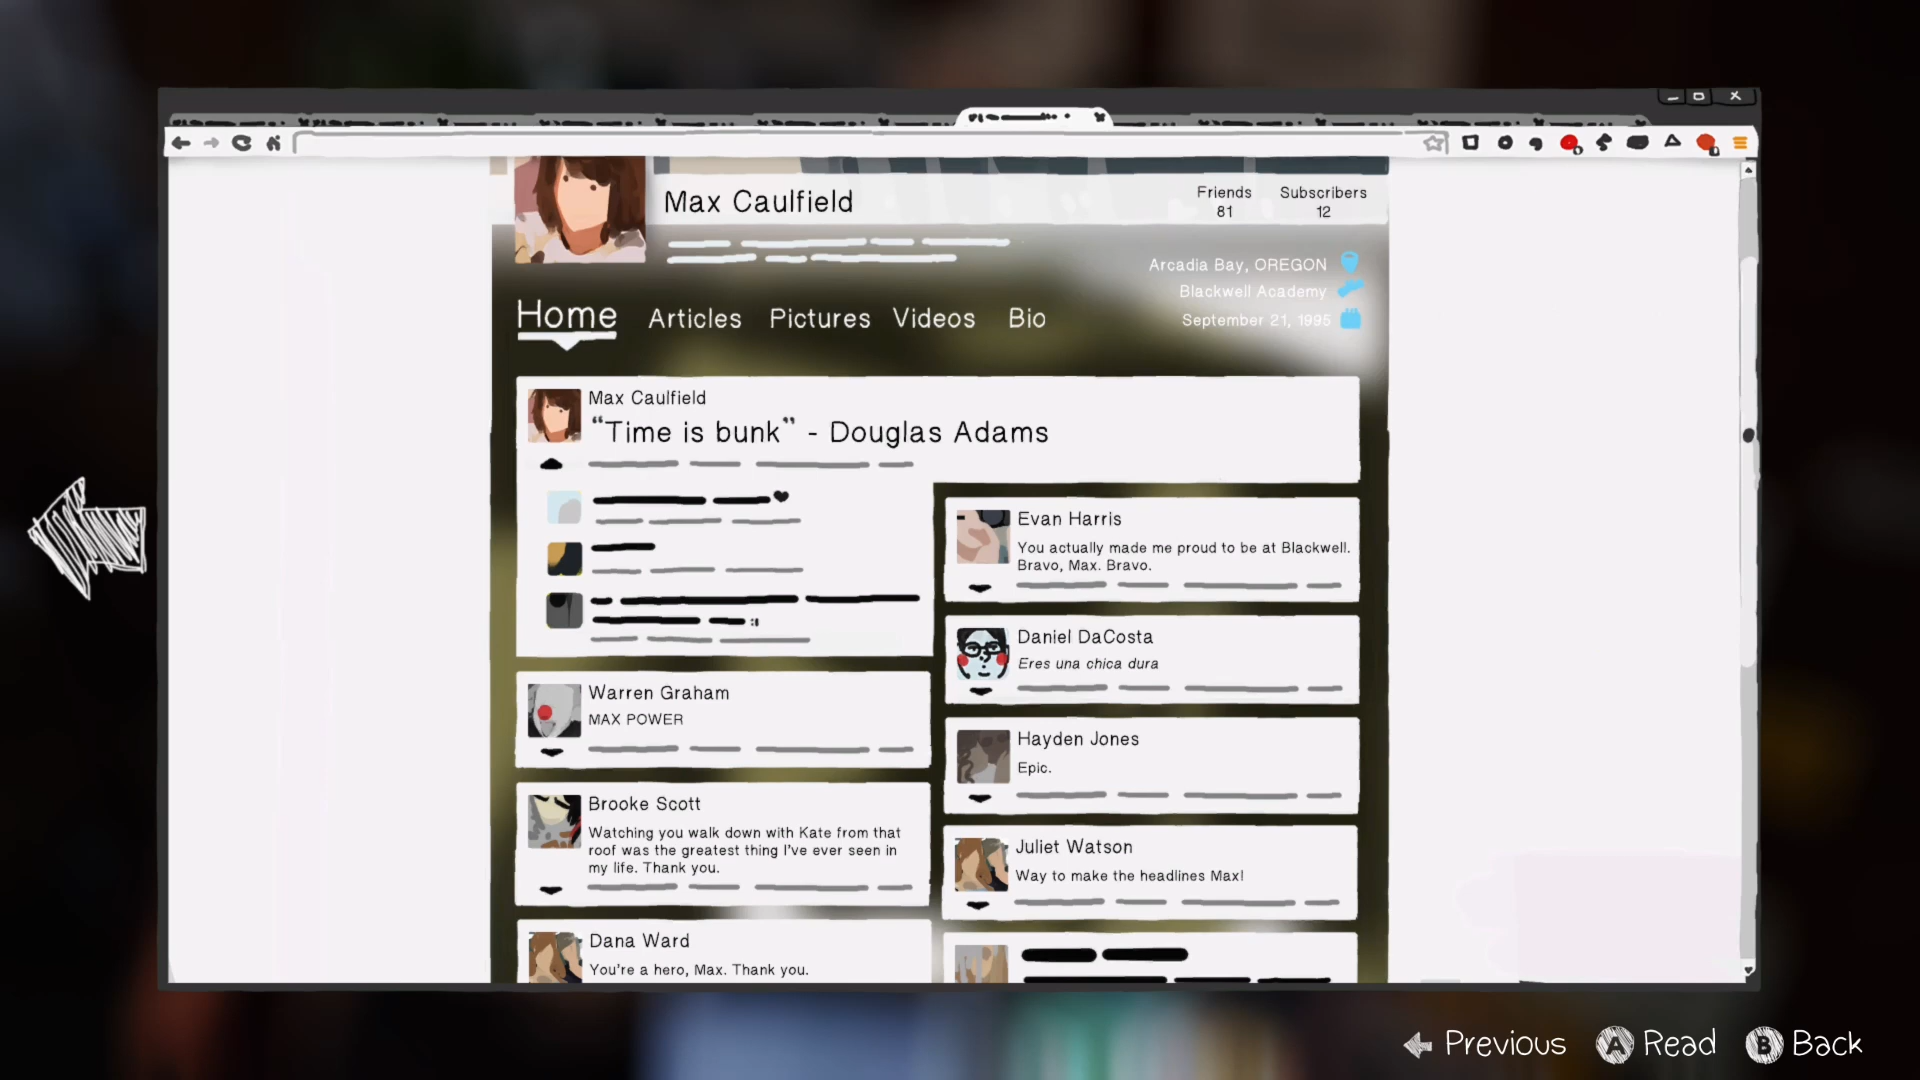 Max Caulfield
Friends
81
Subscribers
12
Arcadia Bay, OREGON
Blackwell Academy
September 21, 1995
Home
Articles
Pictures
Videos
Bio
Max Caulfield
“Time is bunk” - Douglas Adams
Warren Graham
MAX POWER
Brooke Scott
Watching you walk down with Kate from that
roof was the greatest thing I've ever seen in
my life. Thank you.
Dana Ward
You're a hero, Max. Thank you.
Evan Harris
You actually made me proud to be at Blackwell.
Bravo, Max. Bravo.
Daniel DaCosta
Eres una chica dura
Hayden Jones
Epic.
Juliet Watson
Way to make the headlines Max!
Previous
A Read
B Back